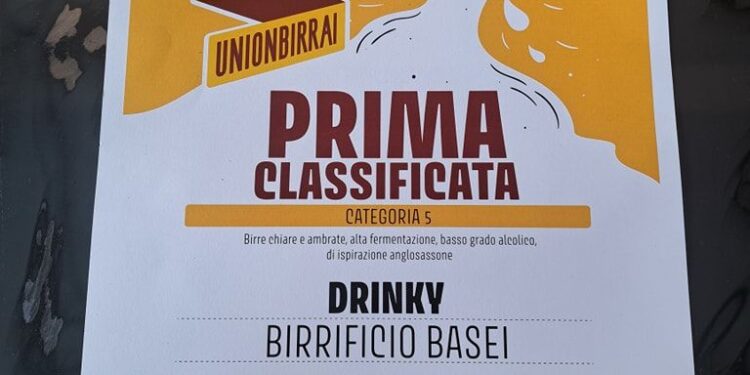 UNIONBIRRAI
PRIMA
CLASSIFICATA
CATEGORIA 5
Birre chiare e ambrate, alta fermentazione, basso grado alcolico,
di ispirazione anglosassone
DRINKY
BIRRIFICIO BASEI